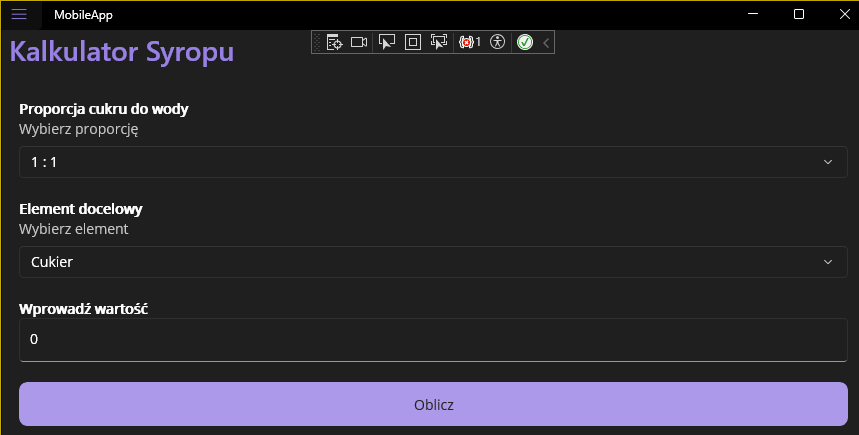 MobileApp
Kalkulator Syropu
1
Proporcja cukru do wody
Wybierz proporcję
1 : 1
Element docelowy
Wybierz element
Cukier
Wprowadź wartość
0
Oblicz